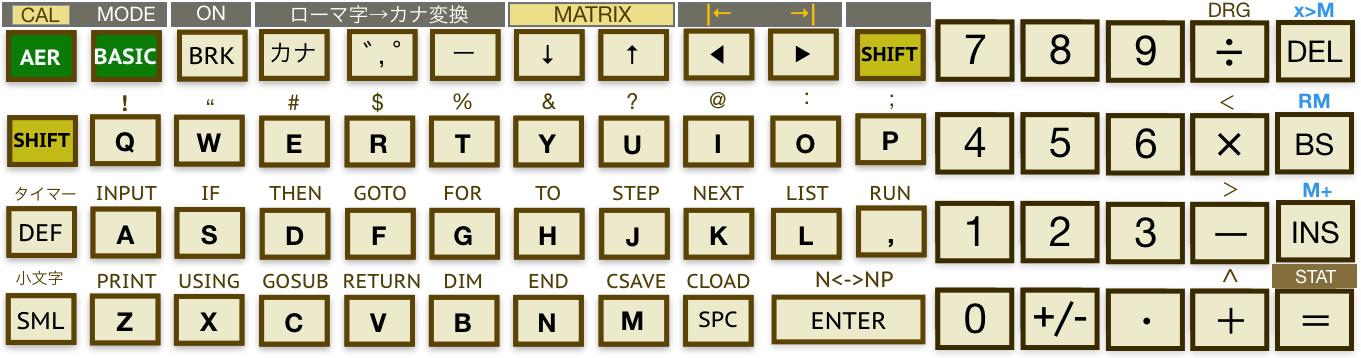 CAL MODE ON ローマ字→カナ変換 MATRIX |← →|
AER BASIC BRK カナ ゛,゜ — ↓ ↑ ◀ ▶ SHIFT
DRG x>M
7 8 9 ÷ DEL
! “ # $ % & ? @ : ; < RM
SHIFT Q W E R T Y U I O P 4 5 6 × BS
タイマー INPUT IF THEN GOTO FOR TO STEP NEXT LIST RUN > M+
DEF A S D F G H J K L , 1 2 3 — INS
小文字 PRINT USING GOSUB RETURN DIM END CSAVE CLOAD N<->NP ^ STAT
SML Z X C V B N M SPC ENTER 0 +/- · + =